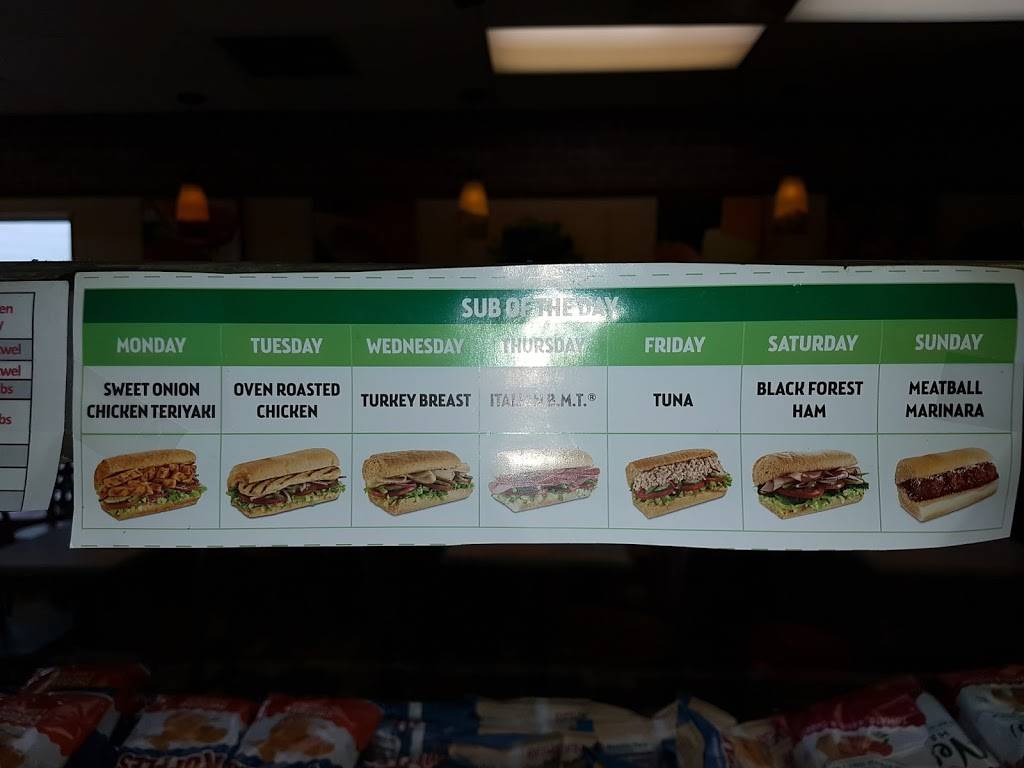 SUB OF THE DAY
MONDAY TUESDAY WEDNESDAY THURSDAY FRIDAY SATURDAY SUNDAY
SWEET ONION CHICKEN TERIYAKI
OVEN ROASTED CHICKEN
TURKEY BREAST
ITALIAN B.M.T.®
TUNA
BLACK FOREST HAM
MEATBALL MARINARA